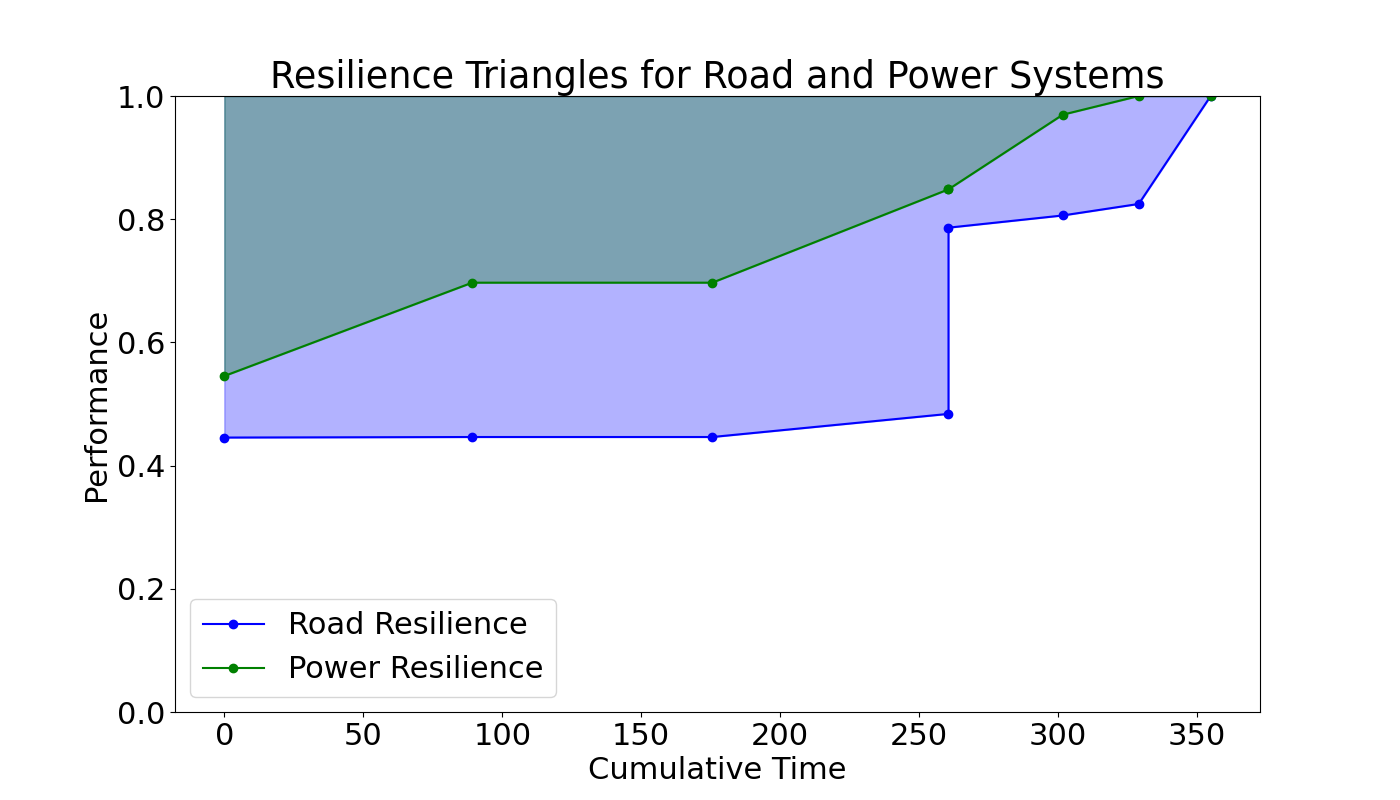 Resilience Triangles for Road and Power Systems
1.0
0.8
0.6
0.4
0.2
0.0
Performance
Road Resilience
Power Resilience
0 50 100 150 200 250 300 350
Cumulative Time